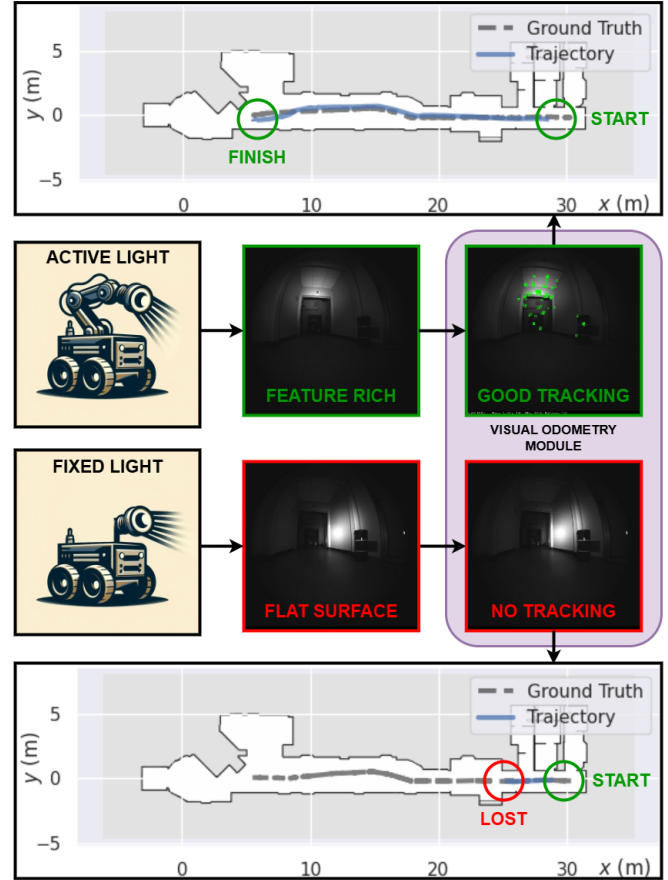 5
0
−5
y (m)
Ground Truth
Trajectory
START
FINISH
0
10
20
30
x (m)
ACTIVE LIGHT
FEATURE RICH
GOOD TRACKING
VISUAL ODOMETRY
MODULE
FIXED LIGHT
FLAT SURFACE
NO TRACKING
5
0
−5
y (m)
Ground Truth
Trajectory
START
LOST
0
10
20
30
x (m)